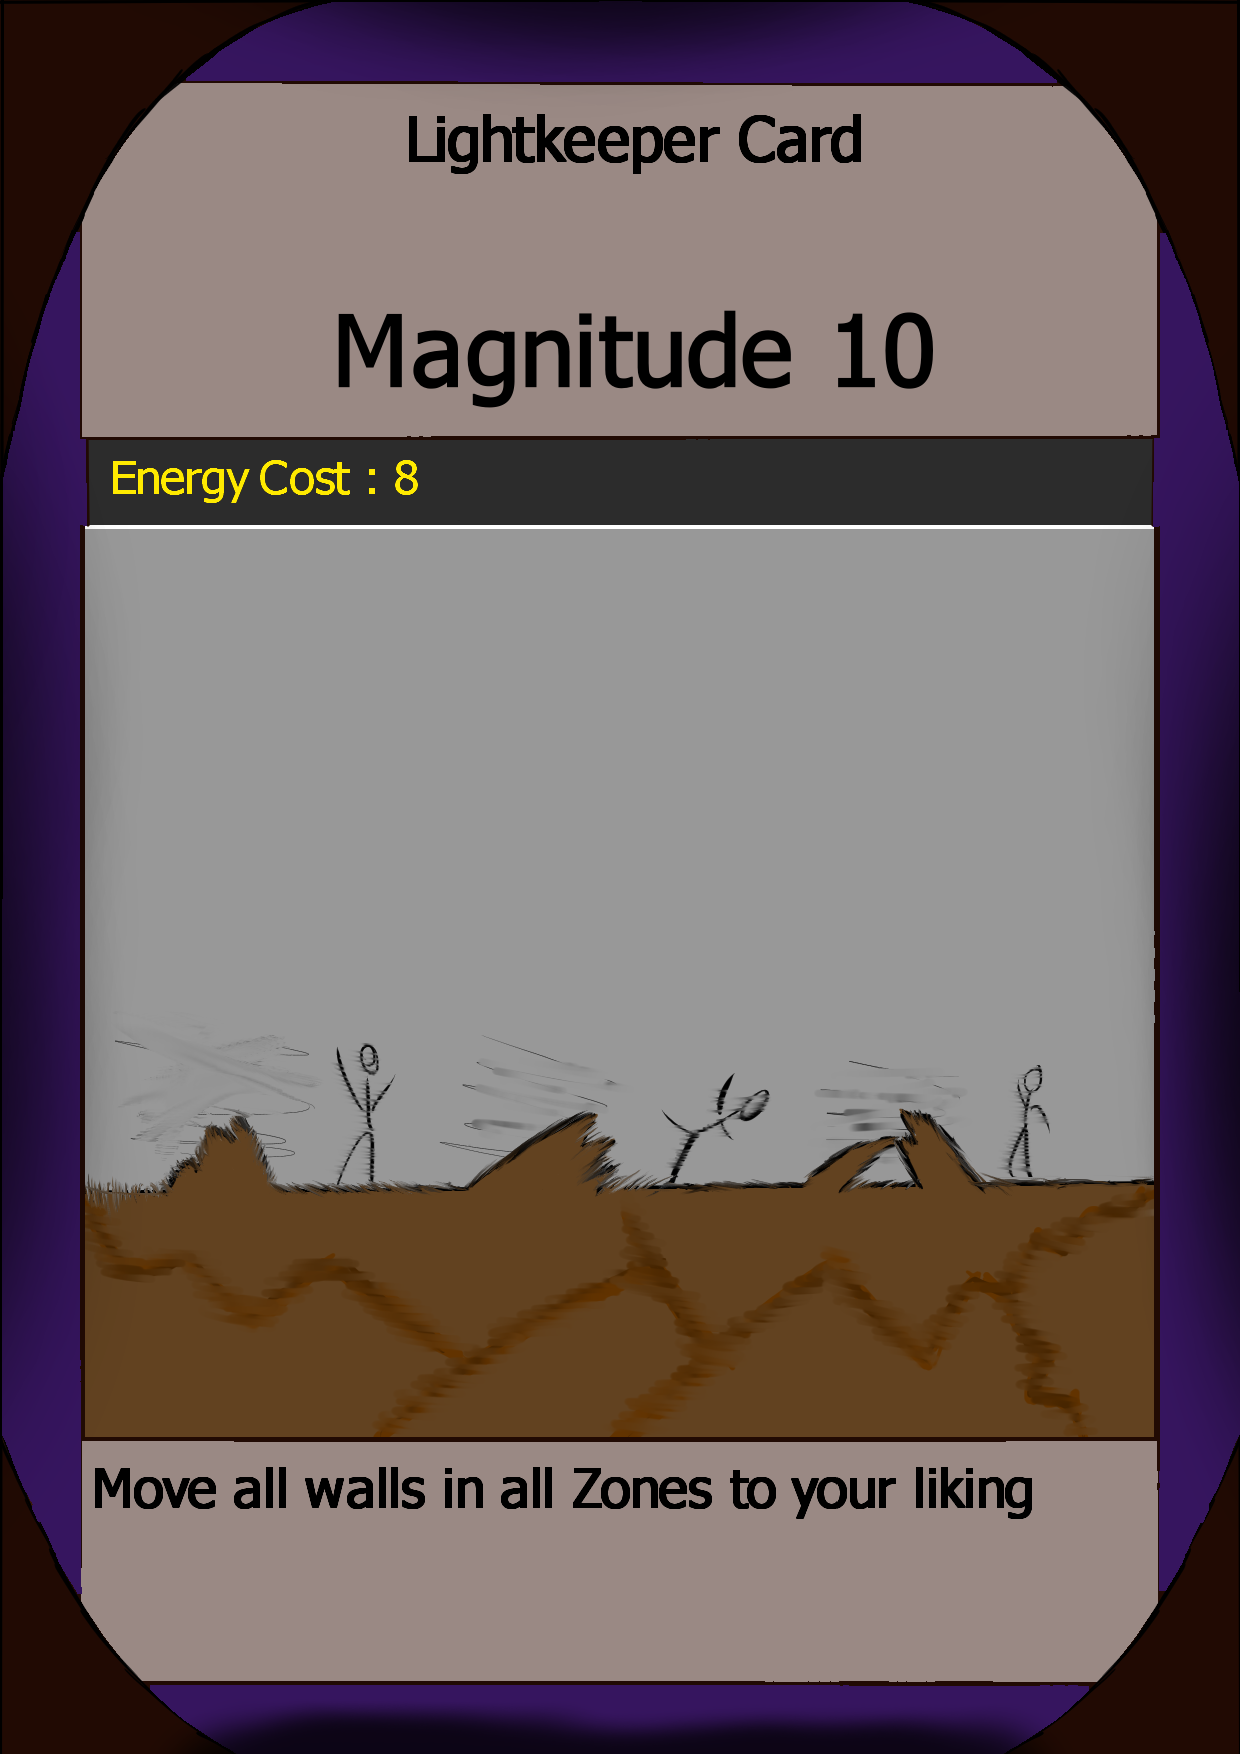 Lightkeeper Card
Magnitude 10
Energy Cost : 8
Move all walls in all Zones to your liking